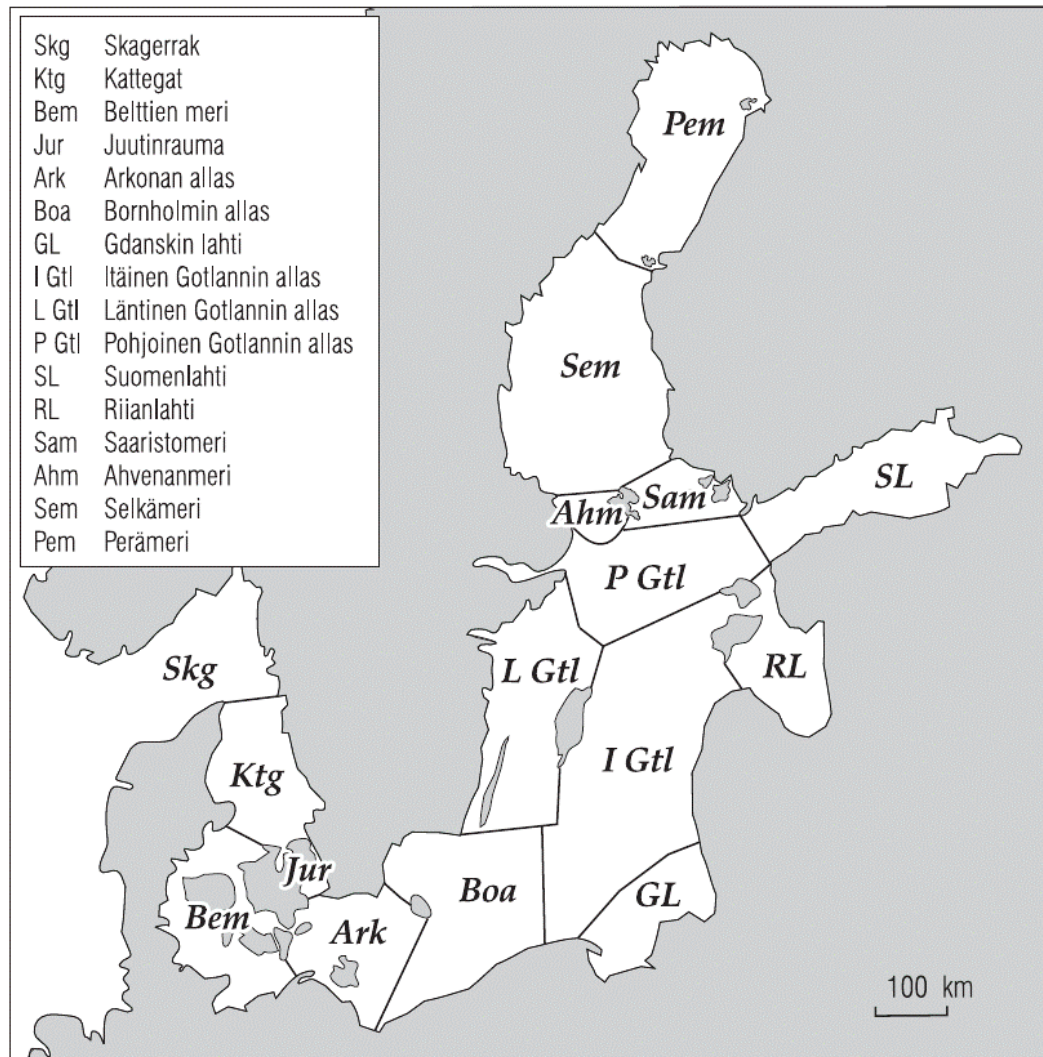 Skg Skagerrak
Ktg Kattegat
Bem Belttien meri
Jur Juutinrauma
Ark Arkonan allas
Boa Bornholmin allas
GL Gdanskin lahti
I Gtl Itäinen Gotlannin allas
L Gtl Läntinen Gotlannin allas
P Gtl Pohjoinen Gotlannin allas
SL Suomenlahti
RL Riianlahti
Sam Saaristomeri
Ahm Ahvenanmeri
Sem Selkämeri
Pem Perämeri
Pem
Sem
SL
Sam
Ahm
P Gtl
Skg
L Gtl
RL
Ktg
I Gtl
Jur
Boa
GL
Bem
Ark
100 km